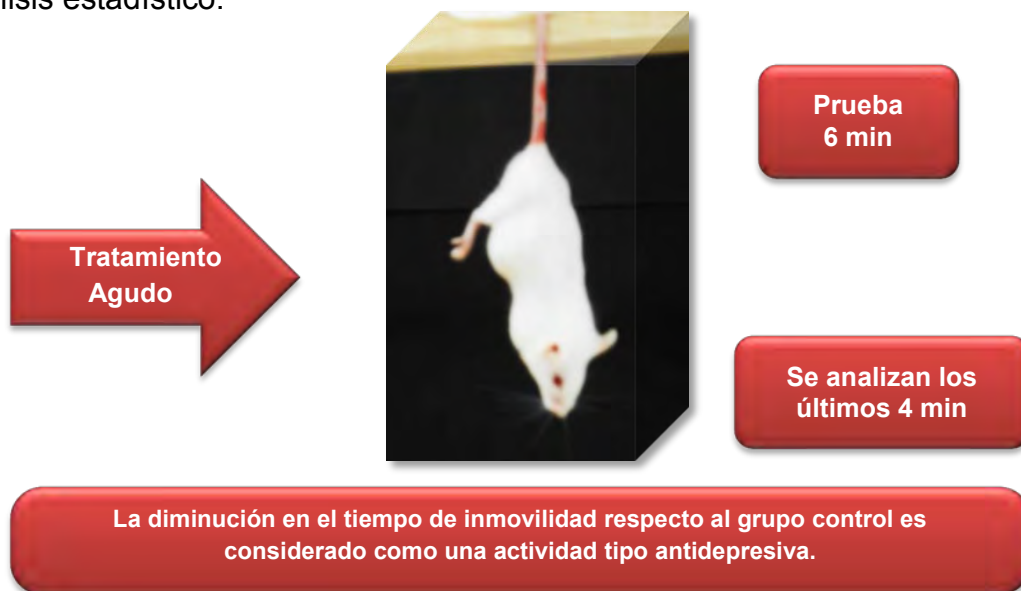 Prueba
6 min
Tratamiento
Agudo
Se analizan los
últimos 4 min
La diminución en el tiempo de inmovilidad respecto al grupo control es
considerado como una actividad tipo antidepresiva.